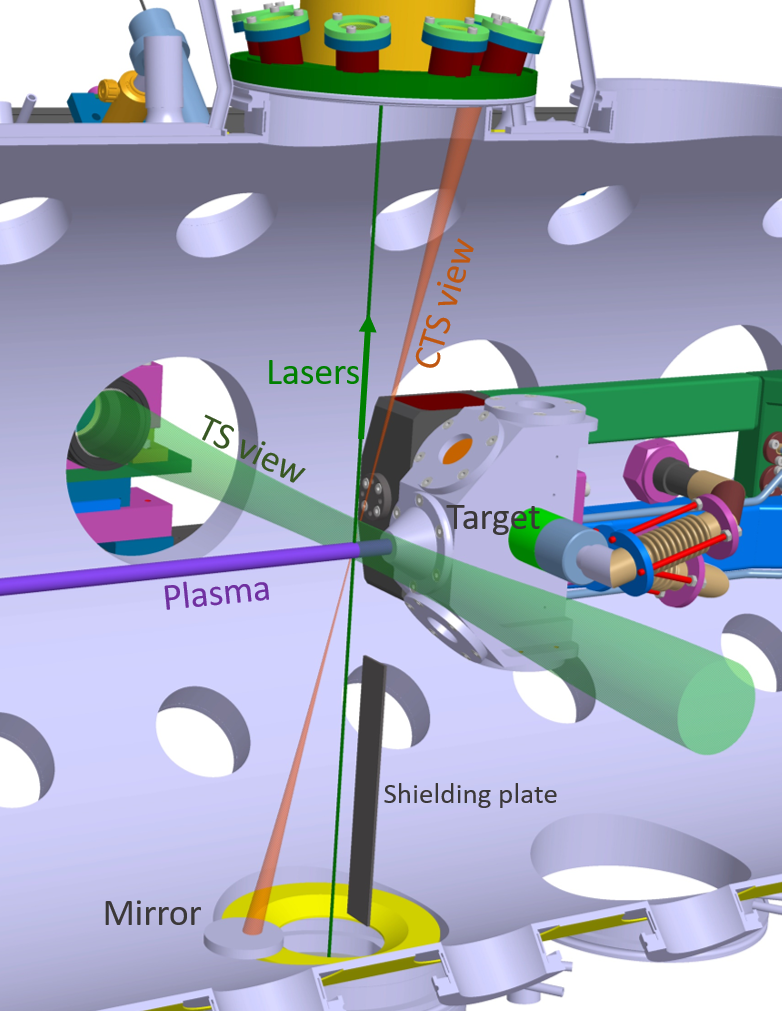 CTS view
Lasers
TS view
Target
Plasma
Shielding plate
Mirror